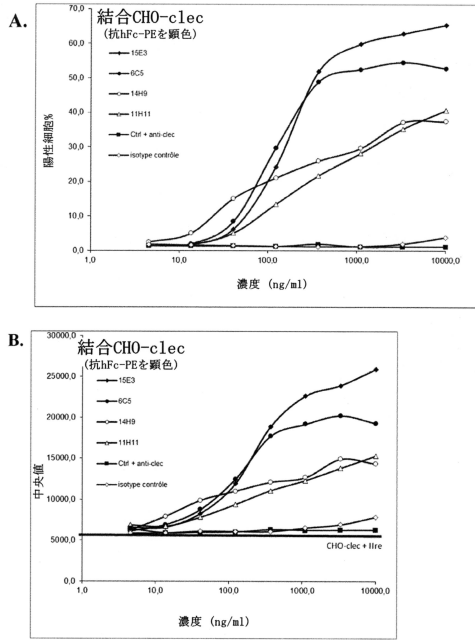 A.
結合CHO-clec
(抗hFc-PEを顕色)
70,0
60,0
50,0
40,0
30,0
20,0
10,0
0,0
陽性細胞%
15E3
6C5
14H9
11H11
Ctrl + anti-clec
isotype contrôle
1,0
10,0
100,0
1000,0
10000,0
濃度 (ng/ml)
B.
結合CHO-clec
(抗hFc-PEを顕色)
30000,0
25000,0
20000,0
15000,0
10000,0
5000,0
0,0
中央値
15E3
6C5
14H9
11H11
Ctrl + anti-clec
isotype contrôle
CHO-clec + IIre
1,0
10,0
100,0
1000,0
10000,0
濃度 (ng/ml)